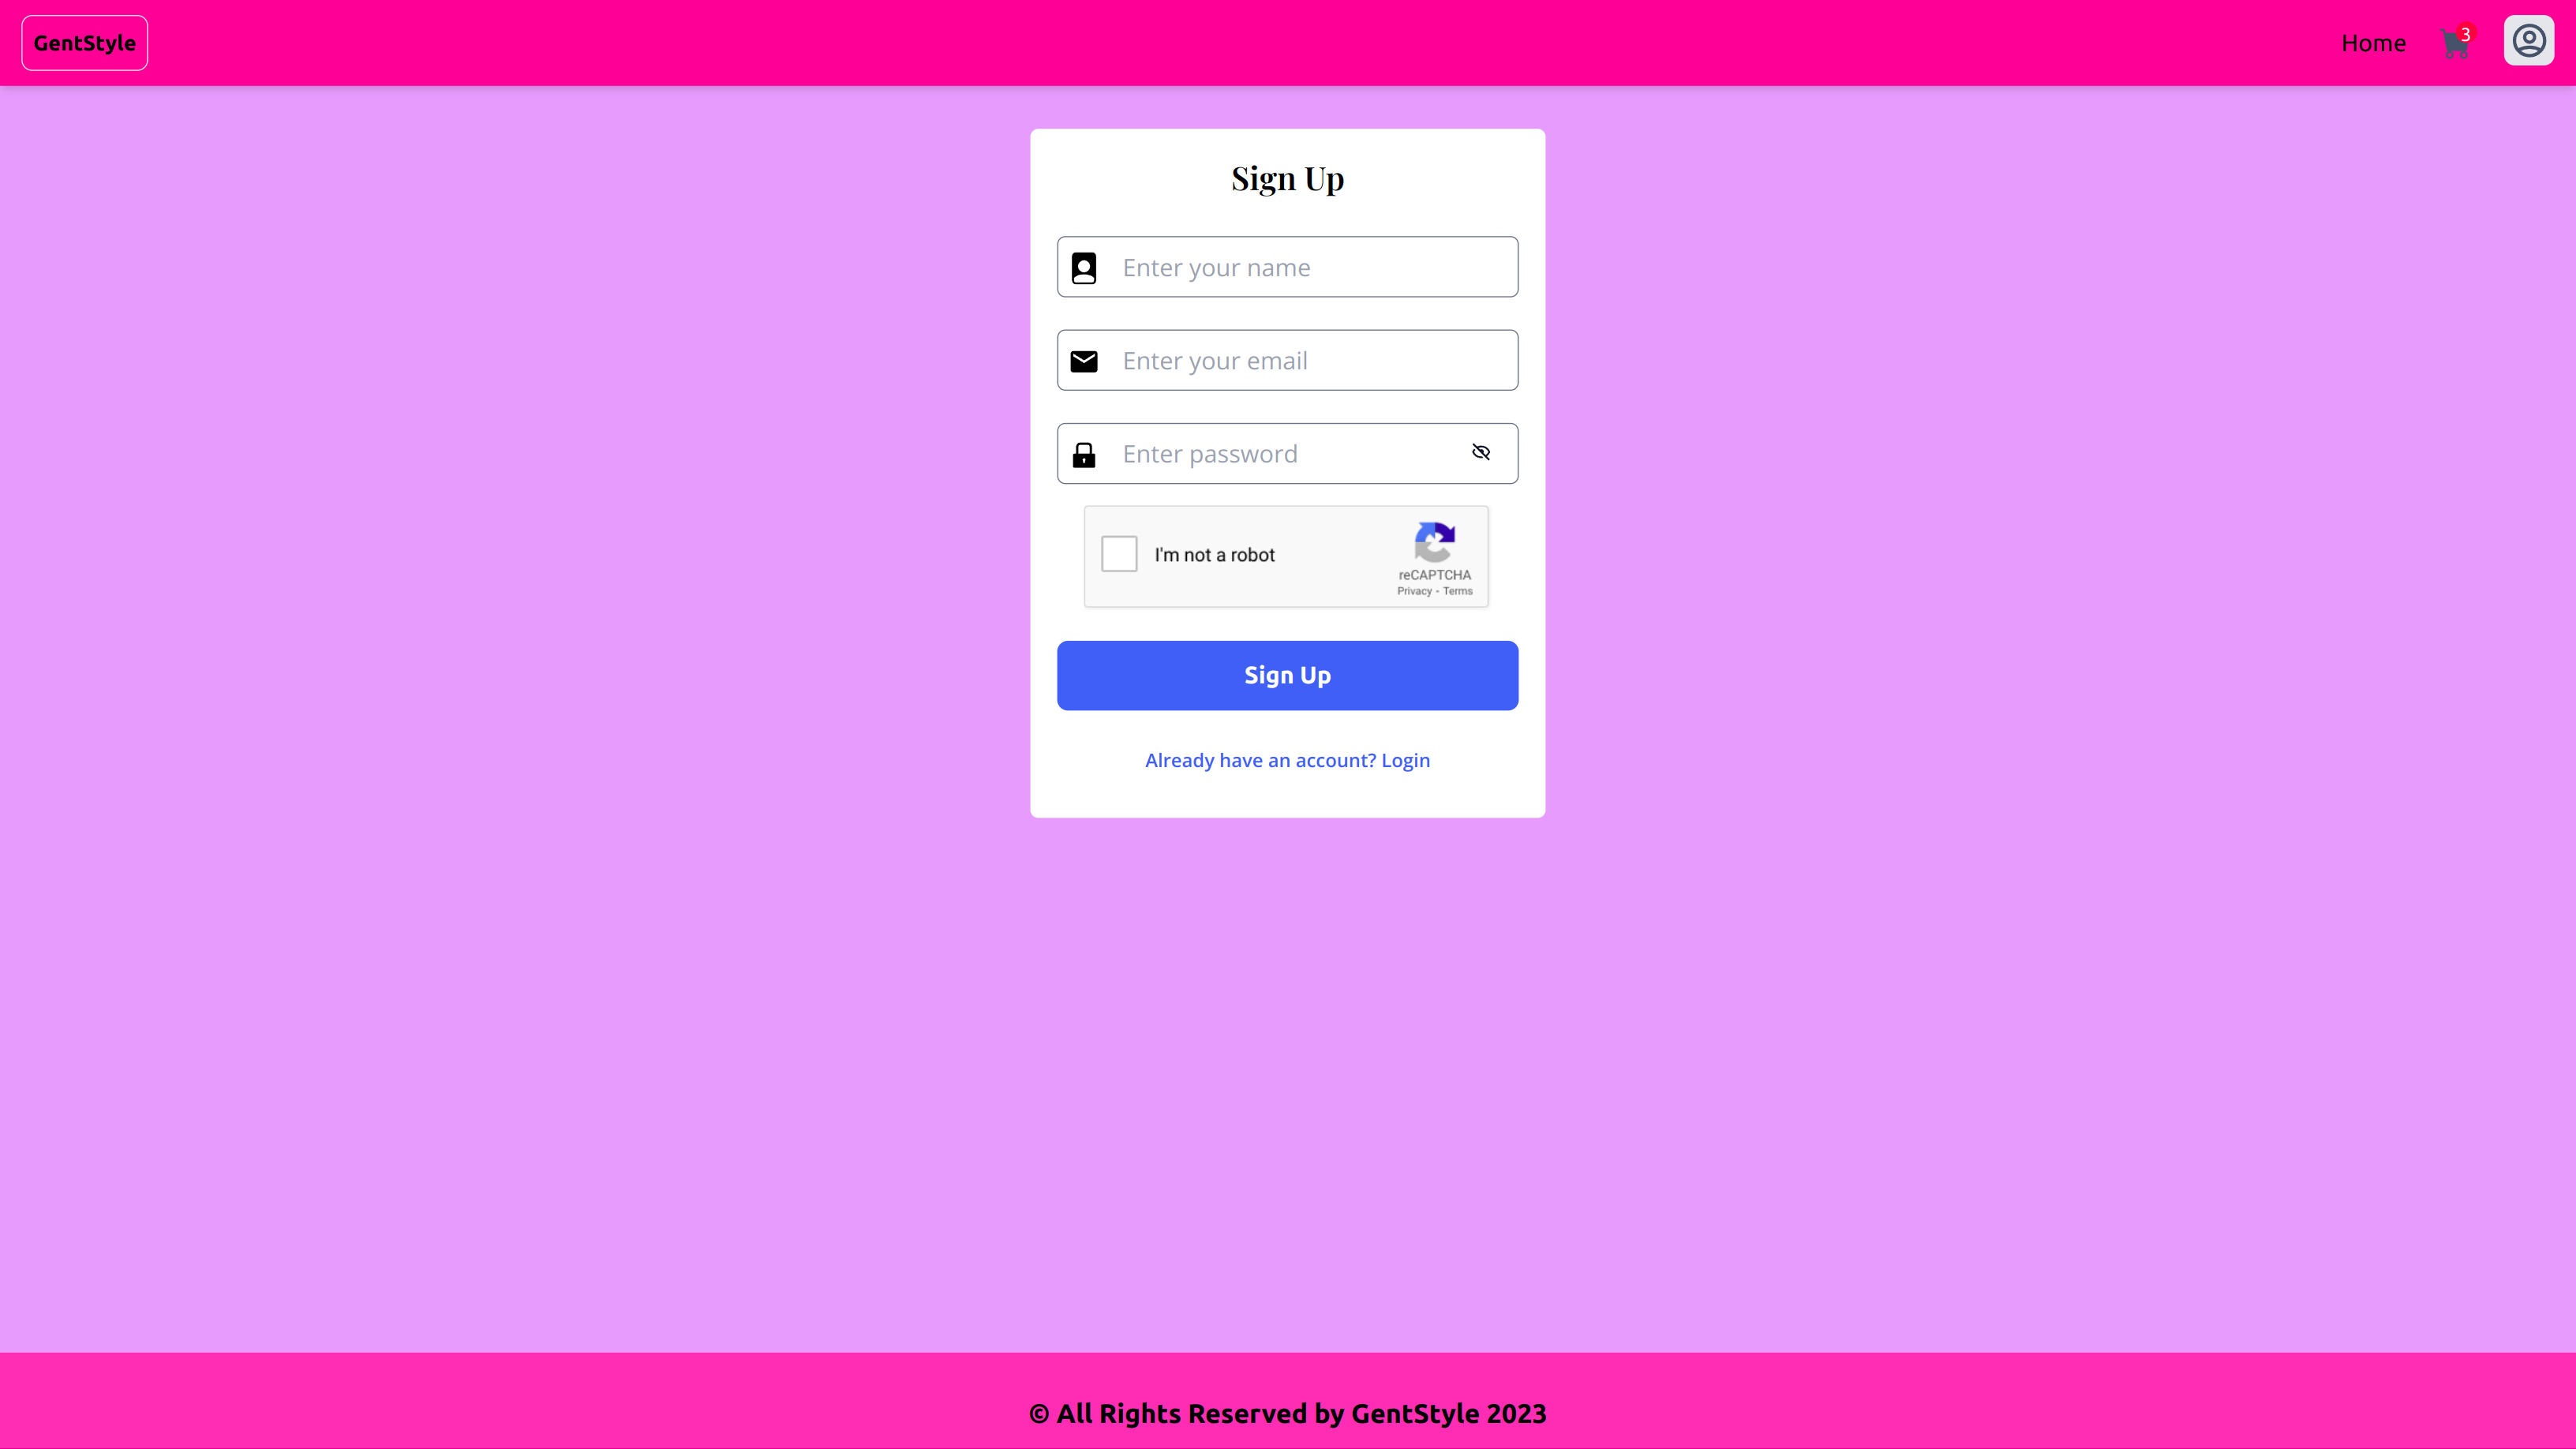 GentStyle
Home
3
Sign Up
Enter your name
Enter your email
Enter password
I'm not a robot
reCAPTCHA
Privacy - Terms
Sign Up
Already have an account? Login
© All Rights Reserved by GentStyle 2023